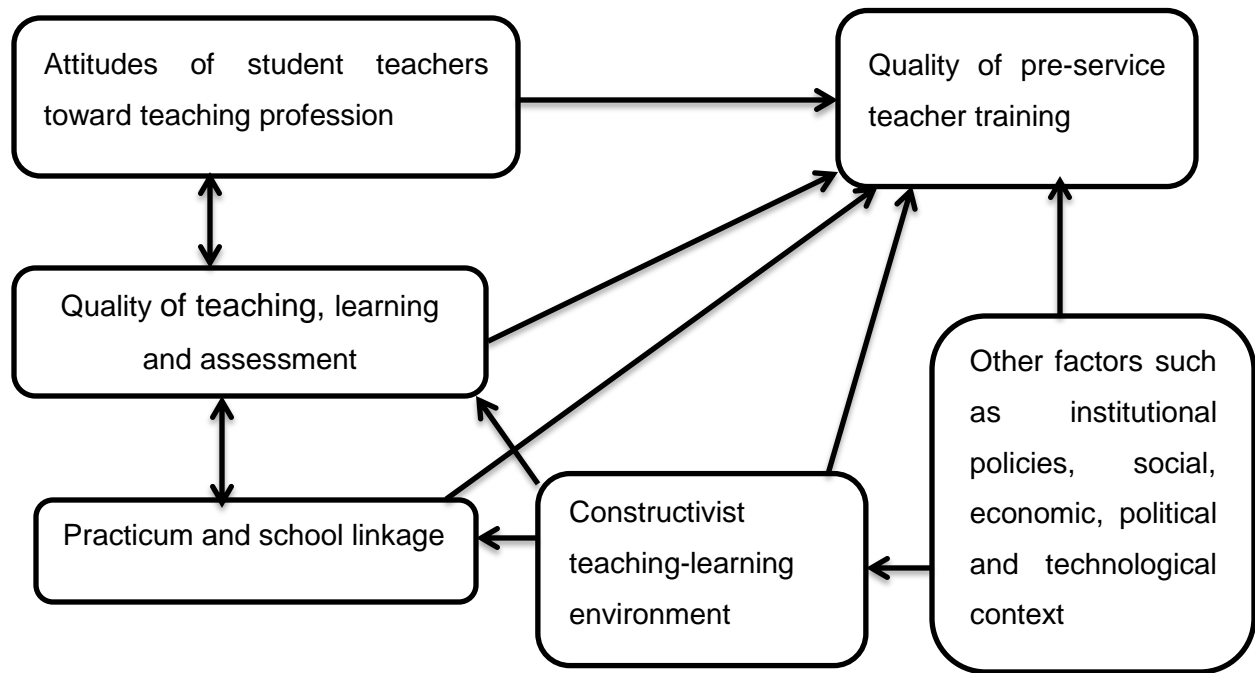 Attitudes of student teachers
toward teaching profession
Quality of pre-service
teacher training
Quality of teaching, learning
and assessment
Other factors such
as institutional
policies, social,
economic, political
and technological
context
Practicum and school linkage
Constructivist
teaching-learning
environment